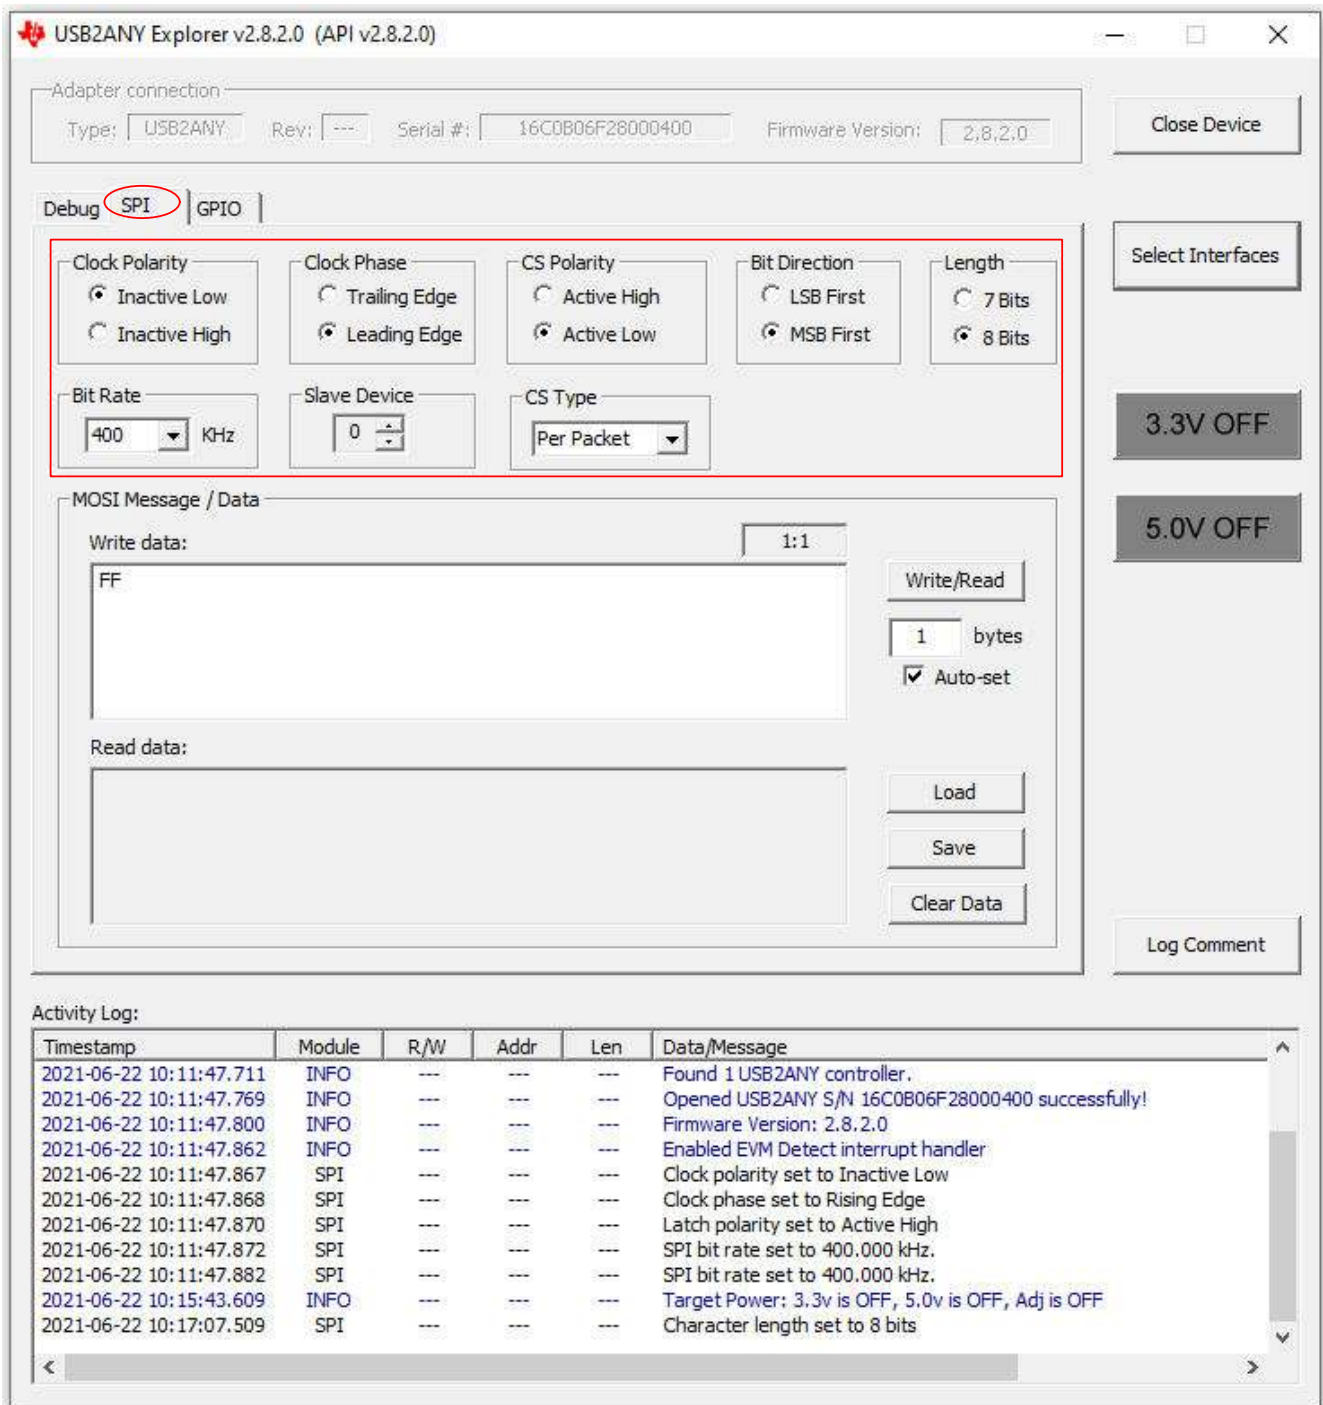 USB2ANY Explorer v2.8.2.0 (API v2.8.2.0)
Adapter connection
Type: USB2ANY Rev: --- Serial #: 16C0B06F28000400 Firmware Version: 2.8.2.0
Close Device
Debug SPI GPIO
Select Interfaces
Clock Polarity Clock Phase CS Polarity Bit Direction Length
Inactive Low Trailing Edge Active High LSB First 7 Bits
Inactive High Leading Edge Active Low MSB First 8 Bits
Bit Rate Slave Device CS Type
400 KHz 0 Per Packet
3.3V OFF
5.0V OFF
MOSI Message / Data
Write data: 1:1
FF
Write/Read
1 bytes
Auto-set
Read data:
Load
Save
Clear Data
Log Comment
Activity Log:
Timestamp Module R/W Addr Len Data/Message
2021-06-22 10:11:47.711 INFO --- --- --- Found 1 USB2ANY controller.
2021-06-22 10:11:47.769 INFO --- --- --- Opened USB2ANY S/N 16C0B06F28000400 successfully!
2021-06-22 10:11:47.800 INFO --- --- --- Firmware Version: 2.8.2.0
2021-06-22 10:11:47.862 INFO --- --- --- Enabled EVM Detect interrupt handler
2021-06-22 10:11:47.867 SPI --- --- --- Clock polarity set to Inactive Low
2021-06-22 10:11:47.868 SPI --- --- --- Clock phase set to Rising Edge
2021-06-22 10:11:47.870 SPI --- --- --- Latch polarity set to Active High
2021-06-22 10:11:47.872 SPI --- --- --- SPI bit rate set to 400.000 kHz.
2021-06-22 10:11:47.882 SPI --- --- --- SPI bit rate set to 400.000 kHz.
2021-06-22 10:15:43.609 INFO --- --- --- Target Power: 3.3v is OFF, 5.0v is OFF, Adj is OFF
2021-06-22 10:17:07.509 SPI --- --- --- Character length set to 8 bits